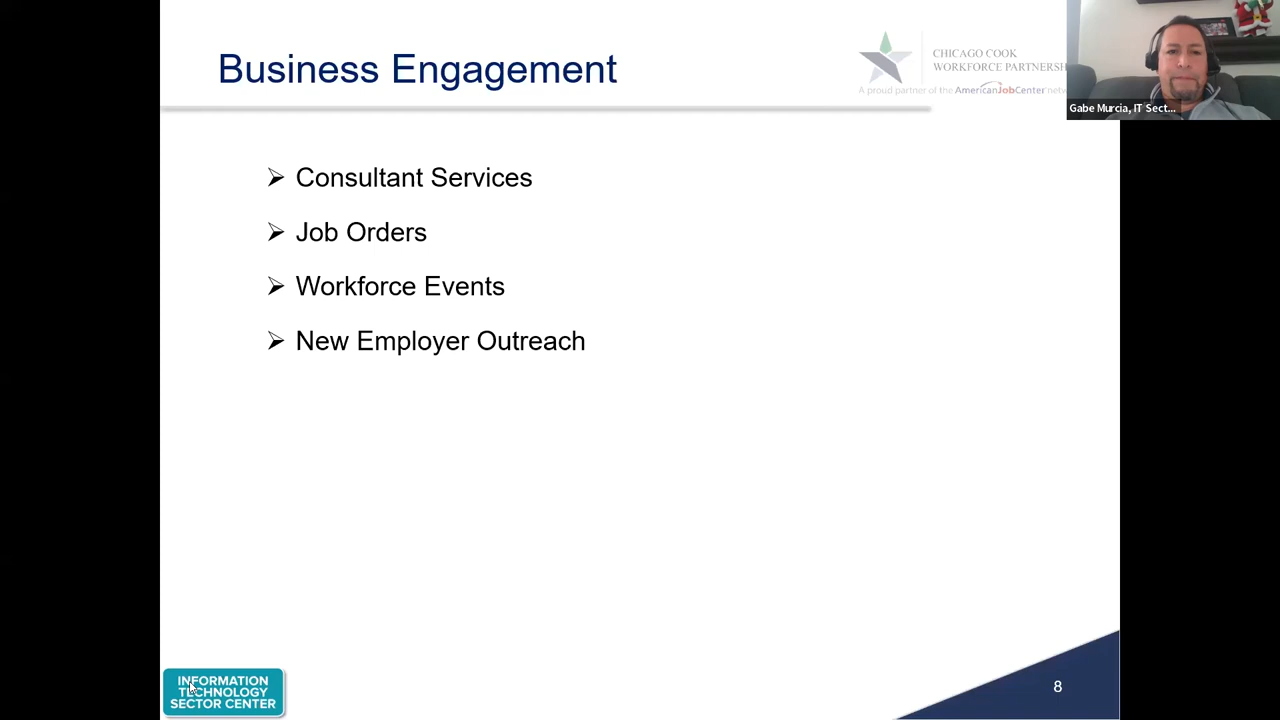 Business Engagement
CHICAGO COOK
WORKFORCE PARTNERSH
A proud partner of the AmericanJobCenter netw
Gabe Murcia, IT Sect...
➢ Consultant Services
➢ Job Orders
➢ Workforce Events
➢ New Employer Outreach
INFORMATION
TECHNOLOGY
SECTOR CENTER
8